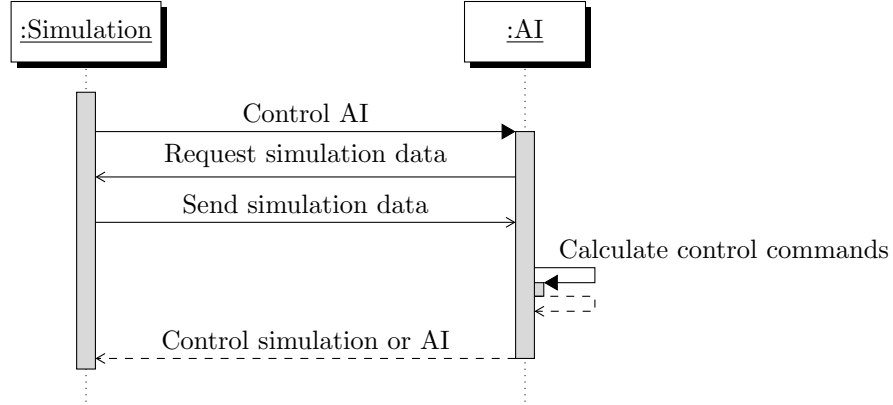 :Simulation
:AI
Control AI
Request simulation data
Send simulation data
Calculate control commands
Control simulation or AI